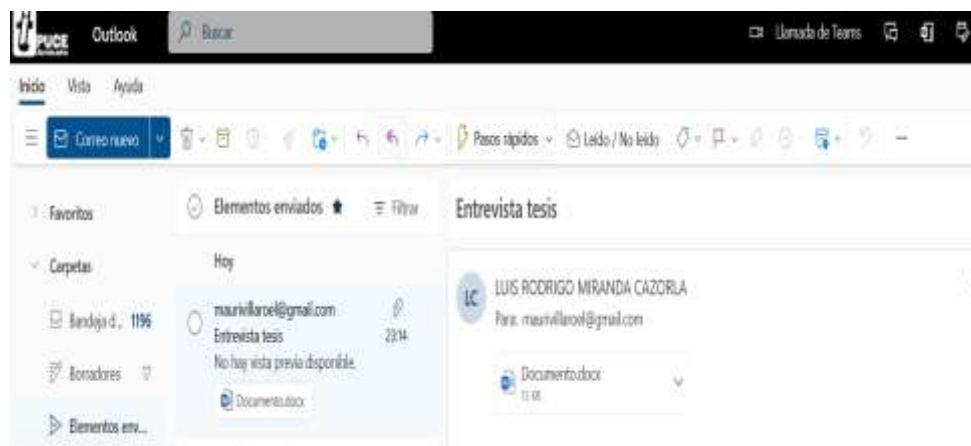 PUCE
Outlook
Buscar
Llamada de Teams
Inicio Vista Ayuda
Correo nuevo
Pasos rápidos
Leído / No leído
Favoritos
Elementos enviados
Filtrar
Entrevista tesis
Carpetas
Hoy
LUIS RODRIGO MIRANDA CAZORLA
LC
Para: maurivillaroel@gmail.com
Bandeja d... 1196
maurivillaroel@gmail.com
Entrevista tesis 23:14
No hay vista previa disponible.
Documento.docx
Borradores
Documento.docx
Elementos env...